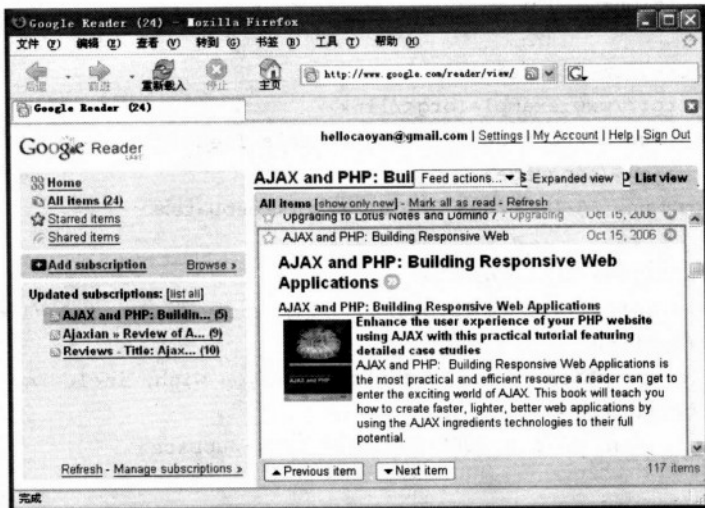 Google Reader (24) - Mozilla Firefox
文件 (F) 编辑 (E) 查看 (V) 转到 (G) 书签 (B) 工具 (T) 帮助 (H)
后退 前进 重新载入 停止 主页 http://www.google.com/reader/view/ G
Google Reader (24)
hellocaoyan@gmail.com | Settings | My Account | Help | Sign Out
Google Reader
LABS
Home
All items (24)
Starred items
Shared items
Add subscription Browse »
Updated subscriptions: [list all]
AJAX and PHP: Buildin... (5)
Ajaxian » Review of A... (9)
Reviews - Title: Ajax... (10)
Refresh - Manage subscriptions »
AJAX and PHP: Buil Feed actions... s Expanded view List view
All items [show only new] - Mark all as read - Refresh
Upgrading to Lotus Notes and Domino 7 - Upgrading Oct 15, 2006
AJAX and PHP: Building Responsive Web Oct 15, 2006
AJAX and PHP: Building Responsive Web
Applications
AJAX and PHP: Building Responsive Web Applications
Enhance the user experience of your PHP website
using AJAX with this practical tutorial featuring
detailed case studies
AJAX and PHP: Building Responsive Web Applications is
the most practical and efficient resource a reader can get to
enter the exciting world of AJAX. This book will teach you
how to create faster, lighter, better web applications by
using the AJAX ingredients technologies to their full
potential.
AJAX and PHP
Previous item Next item 117 items
完成